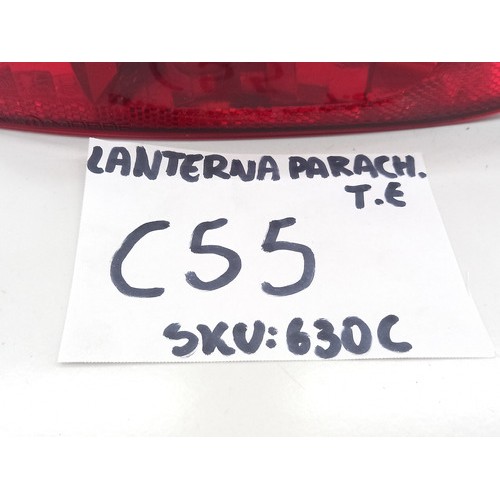 LANTERNA PARACH.
T.E
C55
SKU: 630C